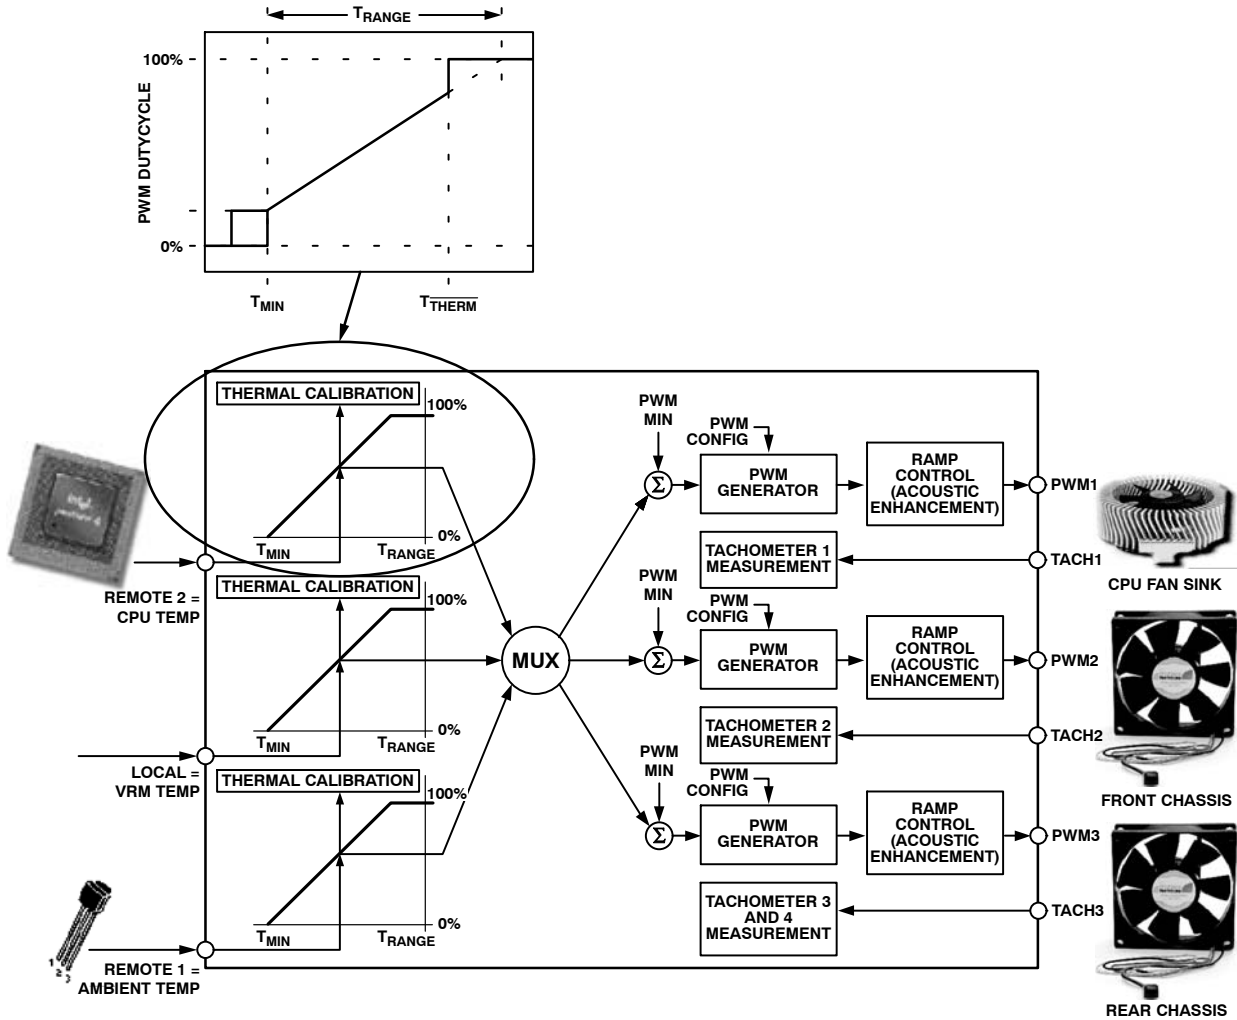 TRANGE
100%
PWM DUTYCYCLE
0%
TMIN
TTHERM
THERMAL CALIBRATION
100%
0%
TMIN
TRANGE
REMOTE 2 =
CPU TEMP
THERMAL CALIBRATION
100%
0%
TMIN
TRANGE
LOCAL =
VRM TEMP
THERMAL CALIBRATION
100%
0%
TMIN
TRANGE
REMOTE 1 =
AMBIENT TEMP
1
2
3
MUX
PWM
MIN
Σ
PWM
CONFIG
PWM
GENERATOR
RAMP
CONTROL
(ACOUSTIC
ENHANCEMENT)
PWM1
TACHOMETER 1
MEASUREMENT
TACH1
CPU FAN SINK
PWM
MIN
Σ
PWM
CONFIG
PWM
GENERATOR
RAMP
CONTROL
(ACOUSTIC
ENHANCEMENT)
PWM2
TACHOMETER 2
MEASUREMENT
TACH2
FRONT CHASSIS
PWM
MIN
Σ
PWM
CONFIG
PWM
GENERATOR
RAMP
CONTROL
(ACOUSTIC
ENHANCEMENT)
PWM3
TACHOMETER 3
AND 4
MEASUREMENT
TACH3
REAR CHASSIS